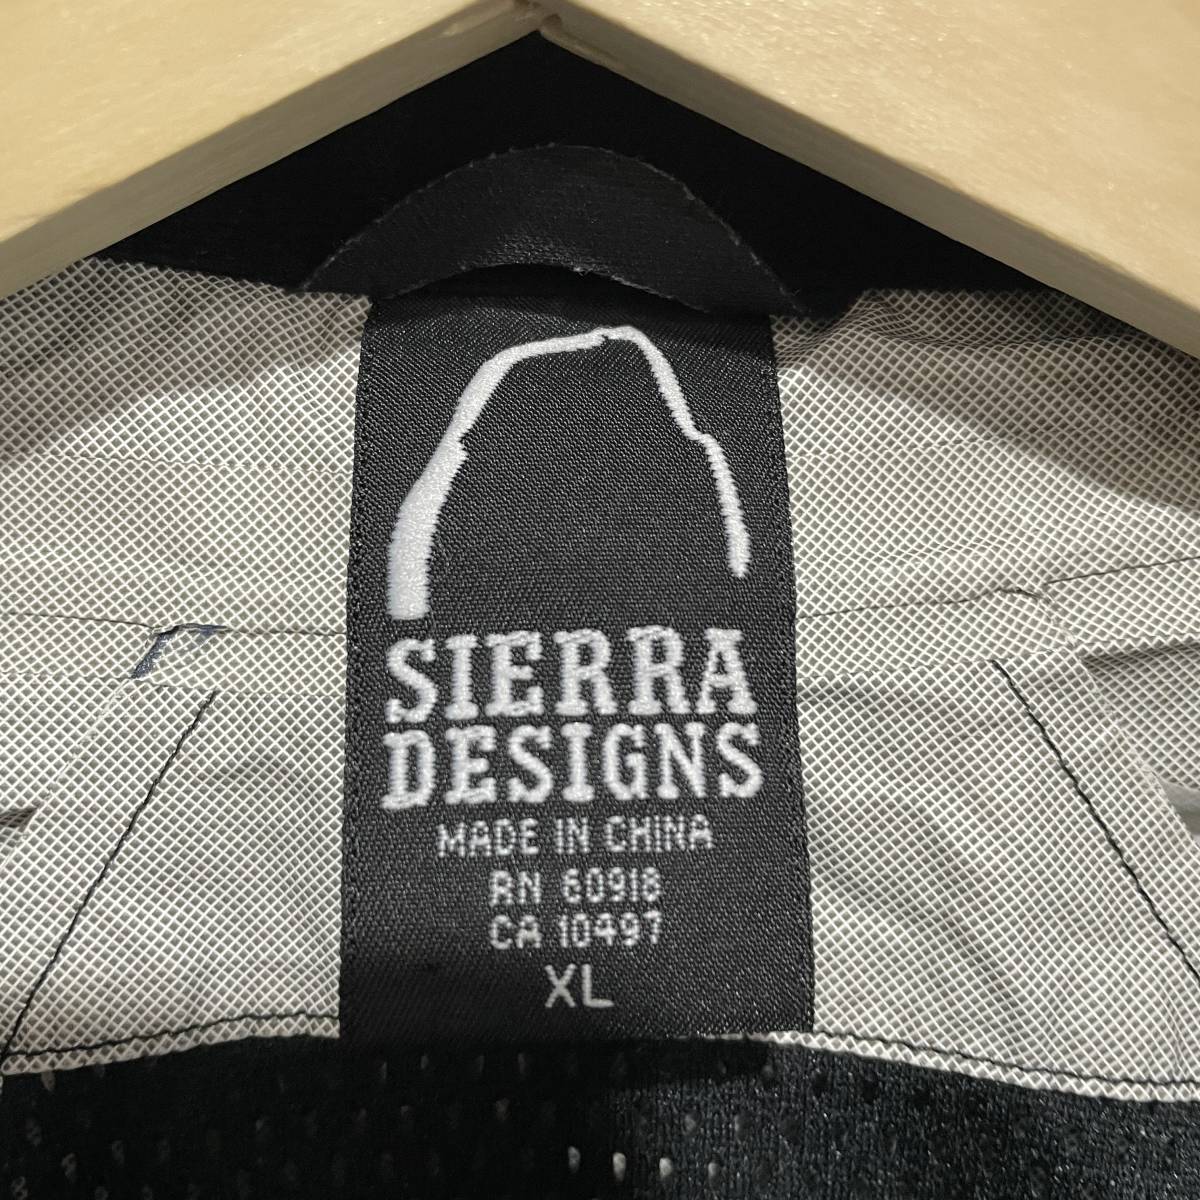 SIERRA
DESIGNS
MADE IN CHINA
RN 60918
CA 10497
XL